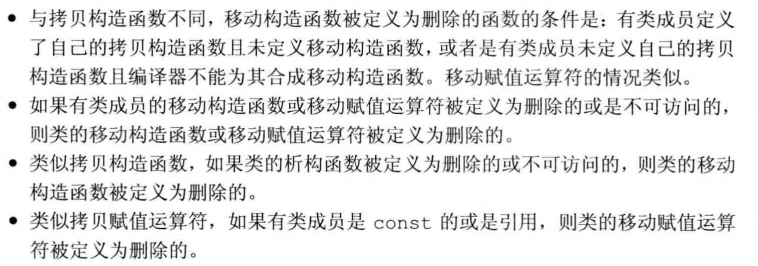 ● 与拷贝构造函数不同，移动构造函数被定义为删除的函数的条件是：有类成员定义
了自己的拷贝构造函数且未定义移动构造函数，或者是有类成员未定义自己的拷贝
构造函数且编译器不能为其合成移动构造函数。移动赋值运算符的情况类似。
● 如果有类成员的移动构造函数或移动赋值运算符被定义为删除的或是不可访问的，
则类的移动构造函数或移动赋值运算符被定义为删除的。
● 类似拷贝构造函数，如果类的析构函数被定义为删除的或不可访问的，则类的移动
构造函数被定义为删除的。
● 类似拷贝赋值运算符，如果有类成员是 const 的或是引用，则类的移动赋值运算
符被定义为删除的。